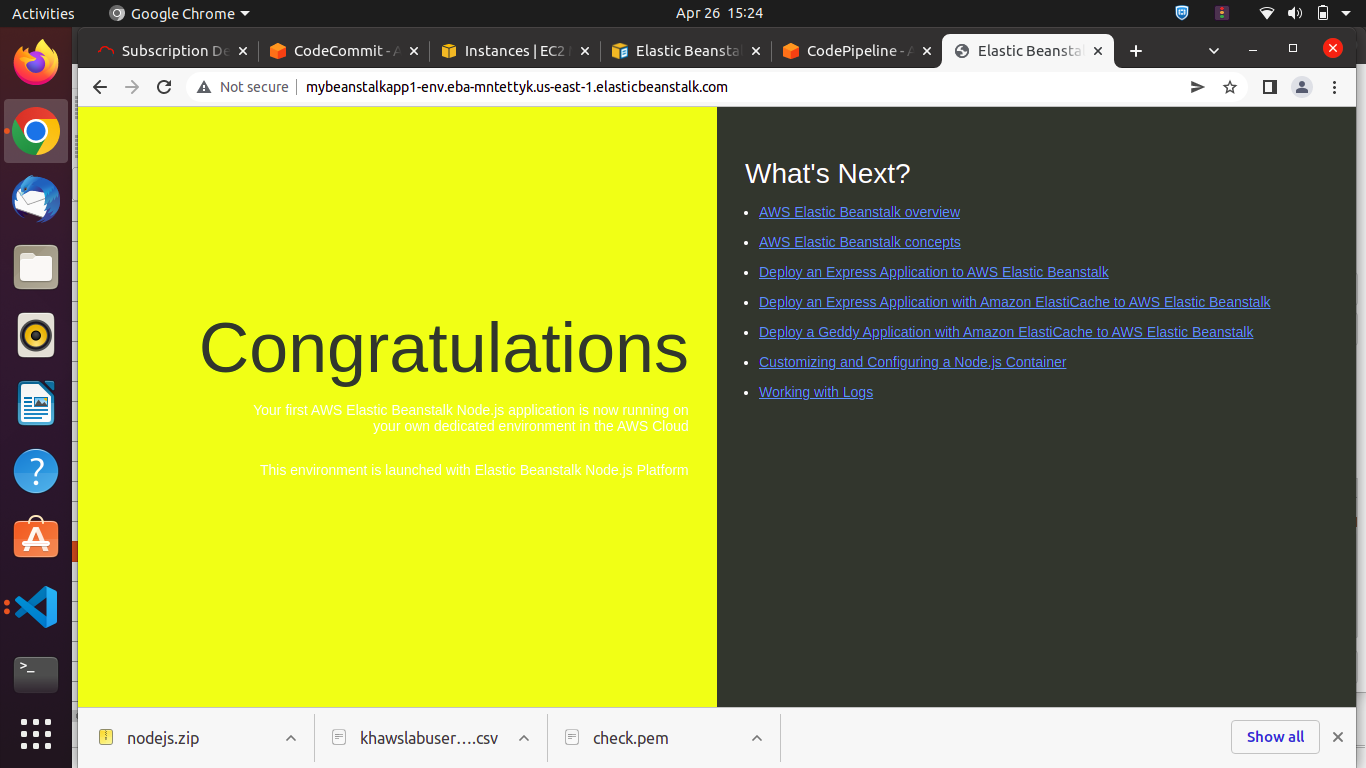 Activities
Google Chrome
Apr 26 15:24
Subscription De
CodeCommit - A
Instances | EC2
Elastic Beansta
CodePipeline - A
Elastic Beansta
Not secure
mybeanstalkapp1-env.eba-mntettyk.us-east-1.elasticbeanstalk.com
Congratulations
Your first AWS Elastic Beanstalk Node.js application is now running on
your own dedicated environment in the AWS Cloud
This environment is launched with Elastic Beanstalk Node.js Platform
What's Next?
AWS Elastic Beanstalk overview
AWS Elastic Beanstalk concepts
Deploy an Express Application to AWS Elastic Beanstalk
Deploy an Express Application with Amazon ElastiCache to AWS Elastic Beanstalk
Deploy a Geddy Application with Amazon ElastiCache to AWS Elastic Beanstalk
Customizing and Configuring a Node.js Container
Working with Logs
nodejs.zip
khawslabuser....csv
check.pem
Show all